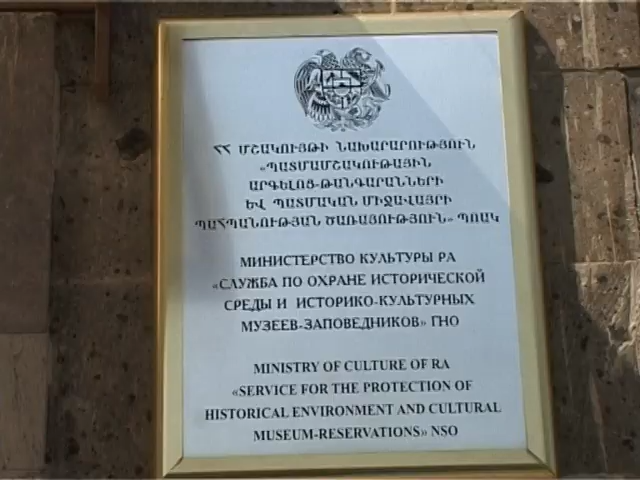 ՀՀ ՄՇԱԿՈՒՅԹԻ ՆԱԽԱՐԱՐՈՒԹՅՈՒՆ
«ՊԱՏՄԱՄՇԱԿՈՒԹԱՅԻՆ
ԱՐԳԵԼՈՑ-ԹԱՆԳԱՐԱՆՆԵՐԻ
ԵՎ ՊԱՏՄԱԿԱՆ ՄԻՋԱՎԱՅՐԻ
ՊԱՀՊԱՆՈՒԹՅԱՆ ԾԱՌԱՅՈՒԹՅՈՒՆ» ՊՈԱԿ
МИНИСТЕРСТВО КУЛЬТУРЫ РА
«СЛУЖБА ПО ОХРАНЕ ИСТОРИЧЕСКОЙ
СРЕДЫ И ИСТОРИКО-КУЛЬТУРНЫХ
МУЗЕЕВ-ЗАПОВЕДНИКОВ» ГНО
MINISTRY OF CULTURE OF RA
«SERVICE FOR THE PROTECTION OF
HISTORICAL ENVIRONMENT AND CULTURAL
MUSEUM-RESERVATIONS» NSO